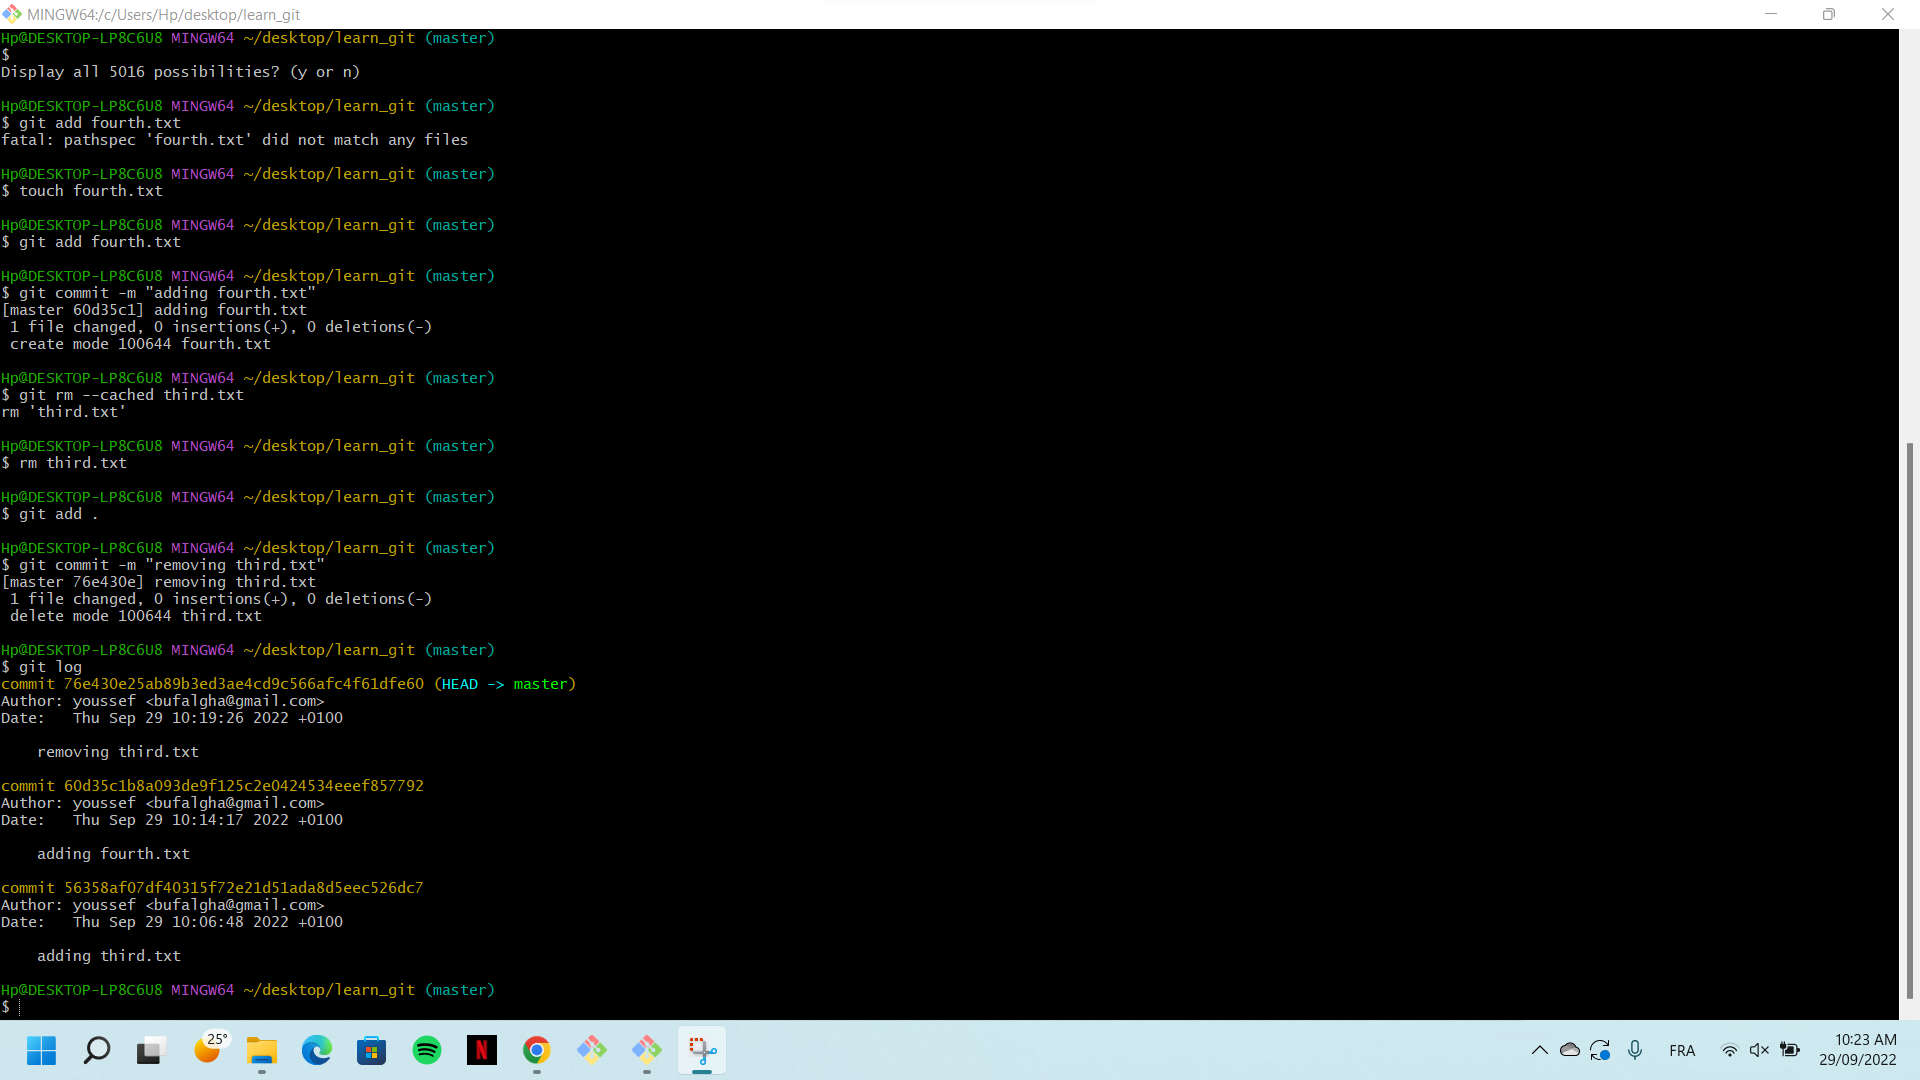 MINGW64:/c/Users/Hp/desktop/learn_git
Hp@DESKTOP-LP8C6U8 MINGW64 ~/desktop/learn_git (master)
$
Display all 5016 possibilities? (y or n)
Hp@DESKTOP-LP8C6U8 MINGW64 ~/desktop/learn_git (master)
$ git add fourth.txt
fatal: pathspec 'fourth.txt' did not match any files
Hp@DESKTOP-LP8C6U8 MINGW64 ~/desktop/learn_git (master)
$ touch fourth.txt
Hp@DESKTOP-LP8C6U8 MINGW64 ~/desktop/learn_git (master)
$ git add fourth.txt
Hp@DESKTOP-LP8C6U8 MINGW64 ~/desktop/learn_git (master)
$ git commit -m "adding fourth.txt"
[master 60d35c1] adding fourth.txt
 1 file changed, 0 insertions(+), 0 deletions(-)
 create mode 100644 fourth.txt
Hp@DESKTOP-LP8C6U8 MINGW64 ~/desktop/learn_git (master)
$ git rm --cached third.txt
rm 'third.txt'
Hp@DESKTOP-LP8C6U8 MINGW64 ~/desktop/learn_git (master)
$ rm third.txt
Hp@DESKTOP-LP8C6U8 MINGW64 ~/desktop/learn_git (master)
$ git add .
Hp@DESKTOP-LP8C6U8 MINGW64 ~/desktop/learn_git (master)
$ git commit -m "removing third.txt"
[master 76e430e] removing third.txt
 1 file changed, 0 insertions(+), 0 deletions(-)
 delete mode 100644 third.txt
Hp@DESKTOP-LP8C6U8 MINGW64 ~/desktop/learn_git (master)
$ git log
commit 76e430e25ab89b3ed3ae4cd9c566afc4f61dfe60 (HEAD -> master)
Author: youssef <bufalgha@gmail.com>
Date:   Thu Sep 29 10:19:26 2022 +0100
    removing third.txt
commit 60d35c1b8a093de9f125c2e0424534eeef857792
Author: youssef <bufalgha@gmail.com>
Date:   Thu Sep 29 10:14:17 2022 +0100
    adding fourth.txt
commit 56358af07df40315f72e21d51ada8d5eec526dc7
Author: youssef <bufalgha@gmail.com>
Date:   Thu Sep 29 10:06:48 2022 +0100
    adding third.txt
Hp@DESKTOP-LP8C6U8 MINGW64 ~/desktop/learn_git (master)
$
25°
N
FRA
10:23 AM
29/09/2022